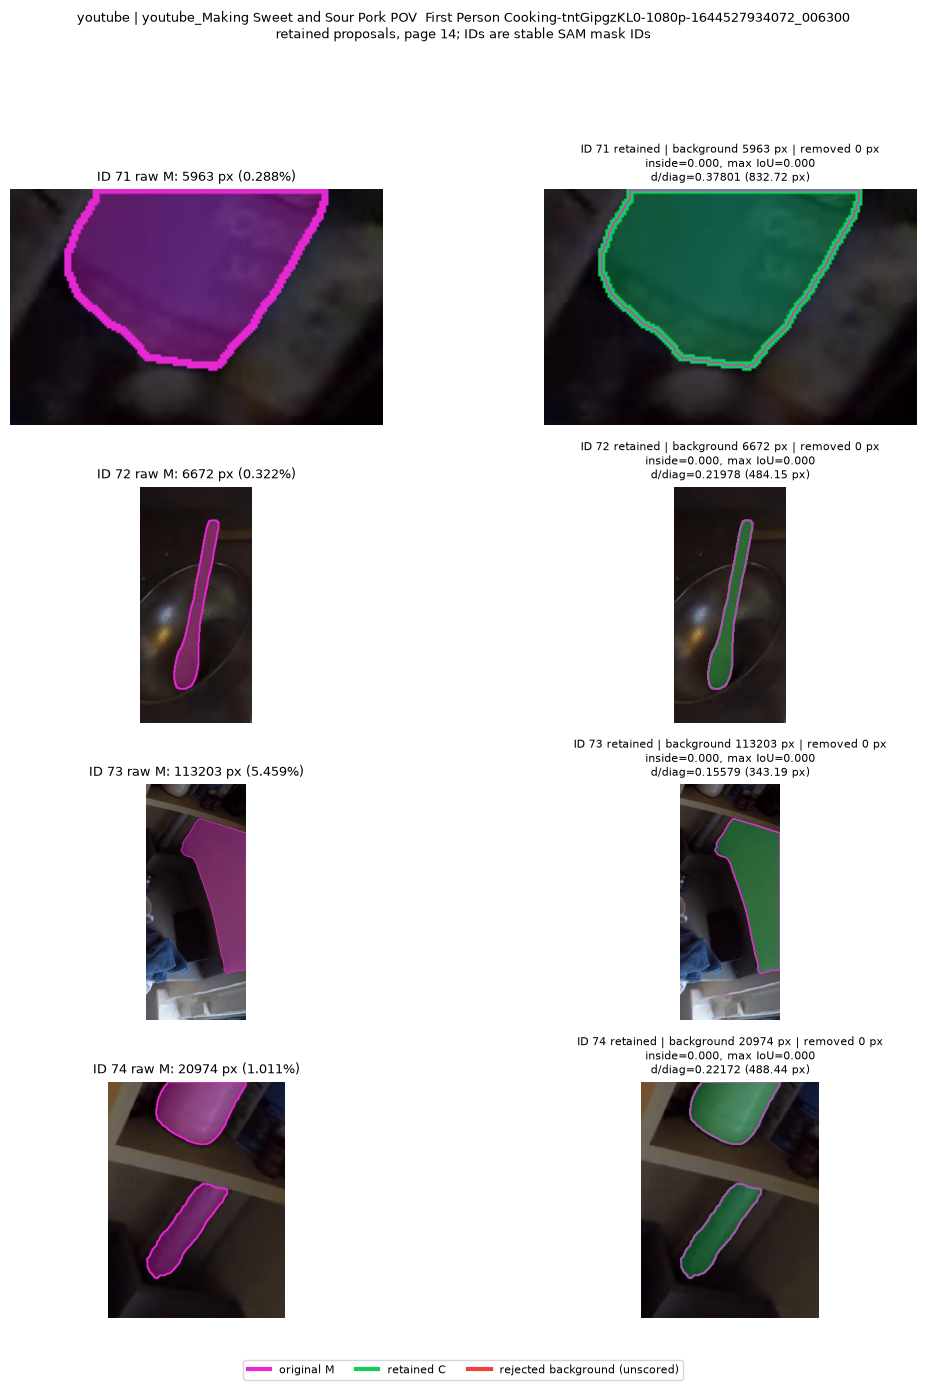 youtube | youtube_Making Sweet and Sour Pork POV  First Person Cooking-tntGipgzKL0-1080p-1644527934072_006300
retained proposals, page 14; IDs are stable SAM mask IDs
ID 71 raw M: 5963 px (0.288%)
ID 71 retained | background 5963 px | removed 0 px
inside=0.000, max IoU=0.000
d/diag=0.37801 (832.72 px)
ID 72 raw M: 6672 px (0.322%)
ID 72 retained | background 6672 px | removed 0 px
inside=0.000, max IoU=0.000
d/diag=0.21978 (484.15 px)
ID 73 raw M: 113203 px (5.459%)
ID 73 retained | background 113203 px | removed 0 px
inside=0.000, max IoU=0.000
d/diag=0.15579 (343.19 px)
ID 74 raw M: 20974 px (1.011%)
ID 74 retained | background 20974 px | removed 0 px
inside=0.000, max IoU=0.000
d/diag=0.22172 (488.44 px)
original M
retained C
rejected background (unscored)